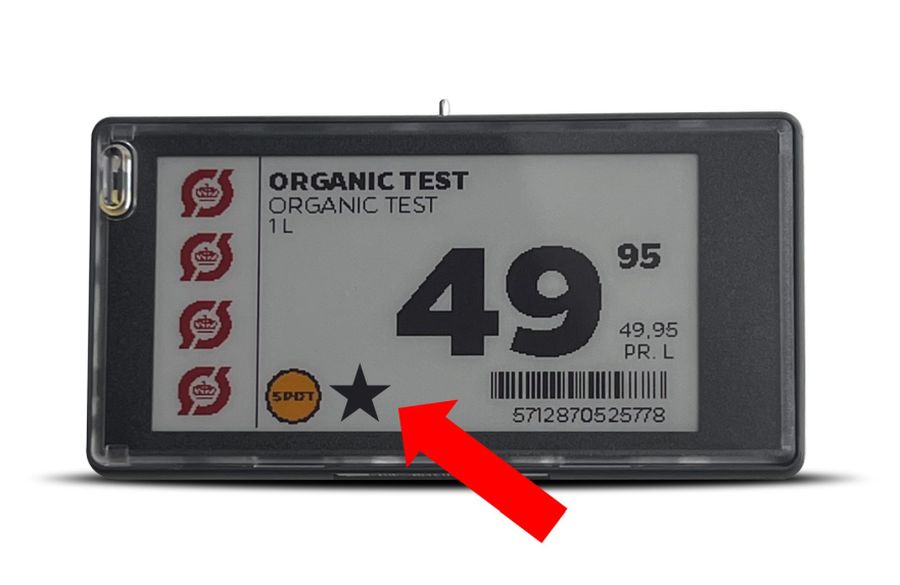 ORGANIC TEST
ORGANIC TEST
1 L
49 95
49,95
PR. L
SPOT
5712870525778